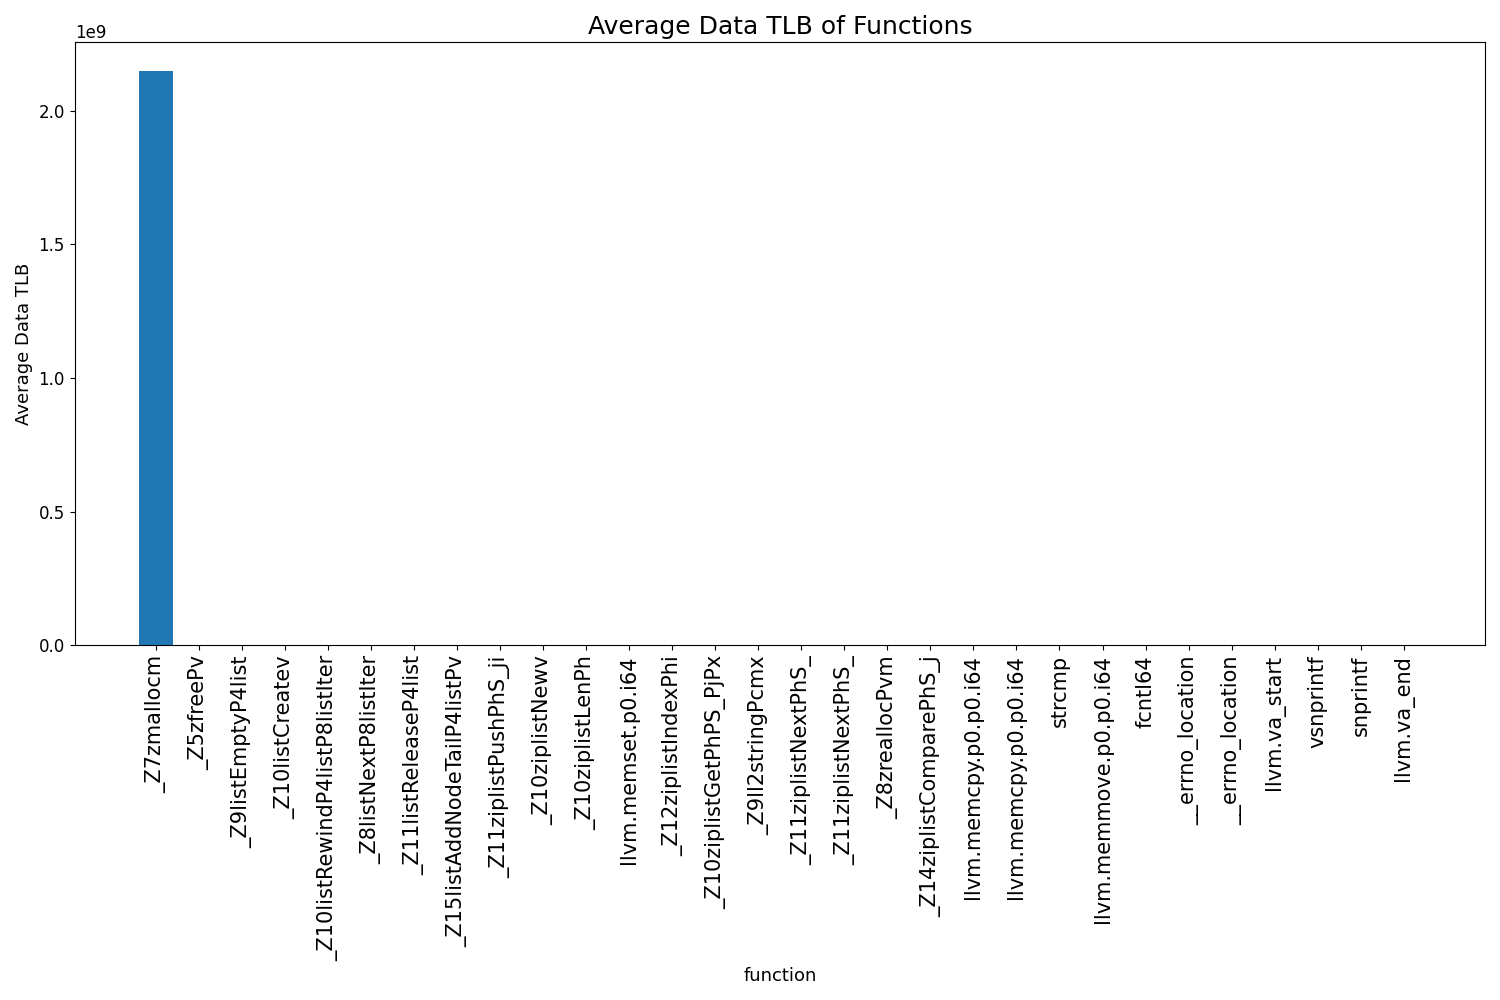 Average Data TLB of Functions
1e9
2.0
1.5
1.0
0.5
0.0
Average Data TLB
_Z7zmallocm
_Z5zfreePv
_Z9listEmptyP4list
_Z10listCreatev
_Z10listRewindP4listP8listIter
_Z8listNextP8listIter
_Z11listReleaseP4list
_Z15listAddNodeTailP4listPv
_Z11ziplistPushPhS_ji
_Z10ziplistNewv
_Z10ziplistLenPh
llvm.memset.p0.i64
_Z12ziplistIndexPhi
_Z10ziplistGetPhPS_PjPx
_Z9ll2stringPcmx
_Z11ziplistNextPhS_
_Z11ziplistNextPhS_
_Z8zreallocPvm
_Z14ziplistComparePhS_j
llvm.memcpy.p0.p0.i64
llvm.memcpy.p0.p0.i64
strcmp
llvm.memmove.p0.p0.i64
fcntl64
__errno_location
__errno_location
llvm.va_start
vsnprintf
snprintf
llvm.va_end
function